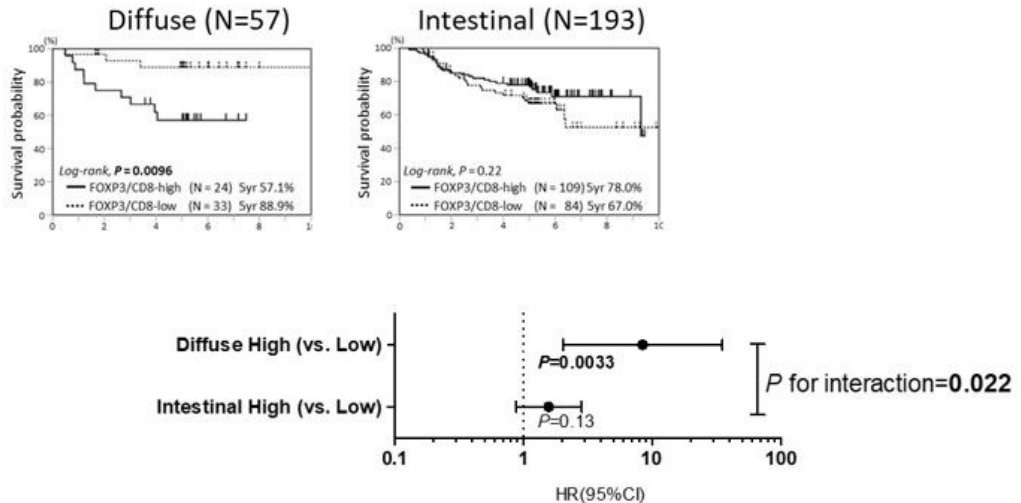 Diffuse (N=57)
(%)
100
80
60
40
20
0
Survival probability
Log-rank, P = 0.0096
FOXP3/CD8-high (N = 24) 5yr 57.1%
FOXP3/CD8-low (N = 33) 5yr 88.9%
0 2 4 6 8
Intestinal (N=193)
(%)
100
80
60
40
20
0
Survival probability
Log-rank, P = 0.22
FOXP3/CD8-high (N = 109) 5yr 78.0%
FOXP3/CD8-low (N = 84) 5yr 67.0%
0 2 4 6 8
Diffuse High (vs. Low)
P=0.0033
Intestinal High (vs. Low)
P=0.13
P for interaction=0.022
0.1 1 10 100
HR(95%CI)